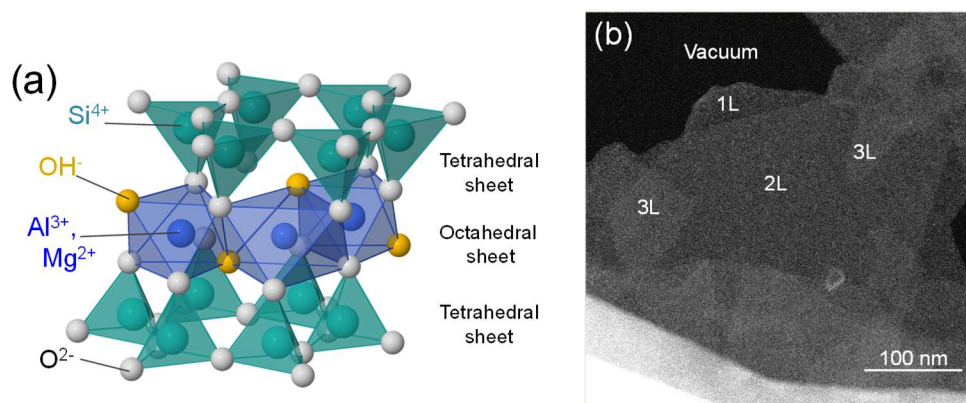 (a)
Si⁴⁺
OH⁻
Al³⁺,
Mg²⁺
O²⁻
Tetrahedral
sheet
Octahedral
sheet
Tetrahedral
sheet
(b)
Vacuum
1L
3L
2L
3L
100 nm